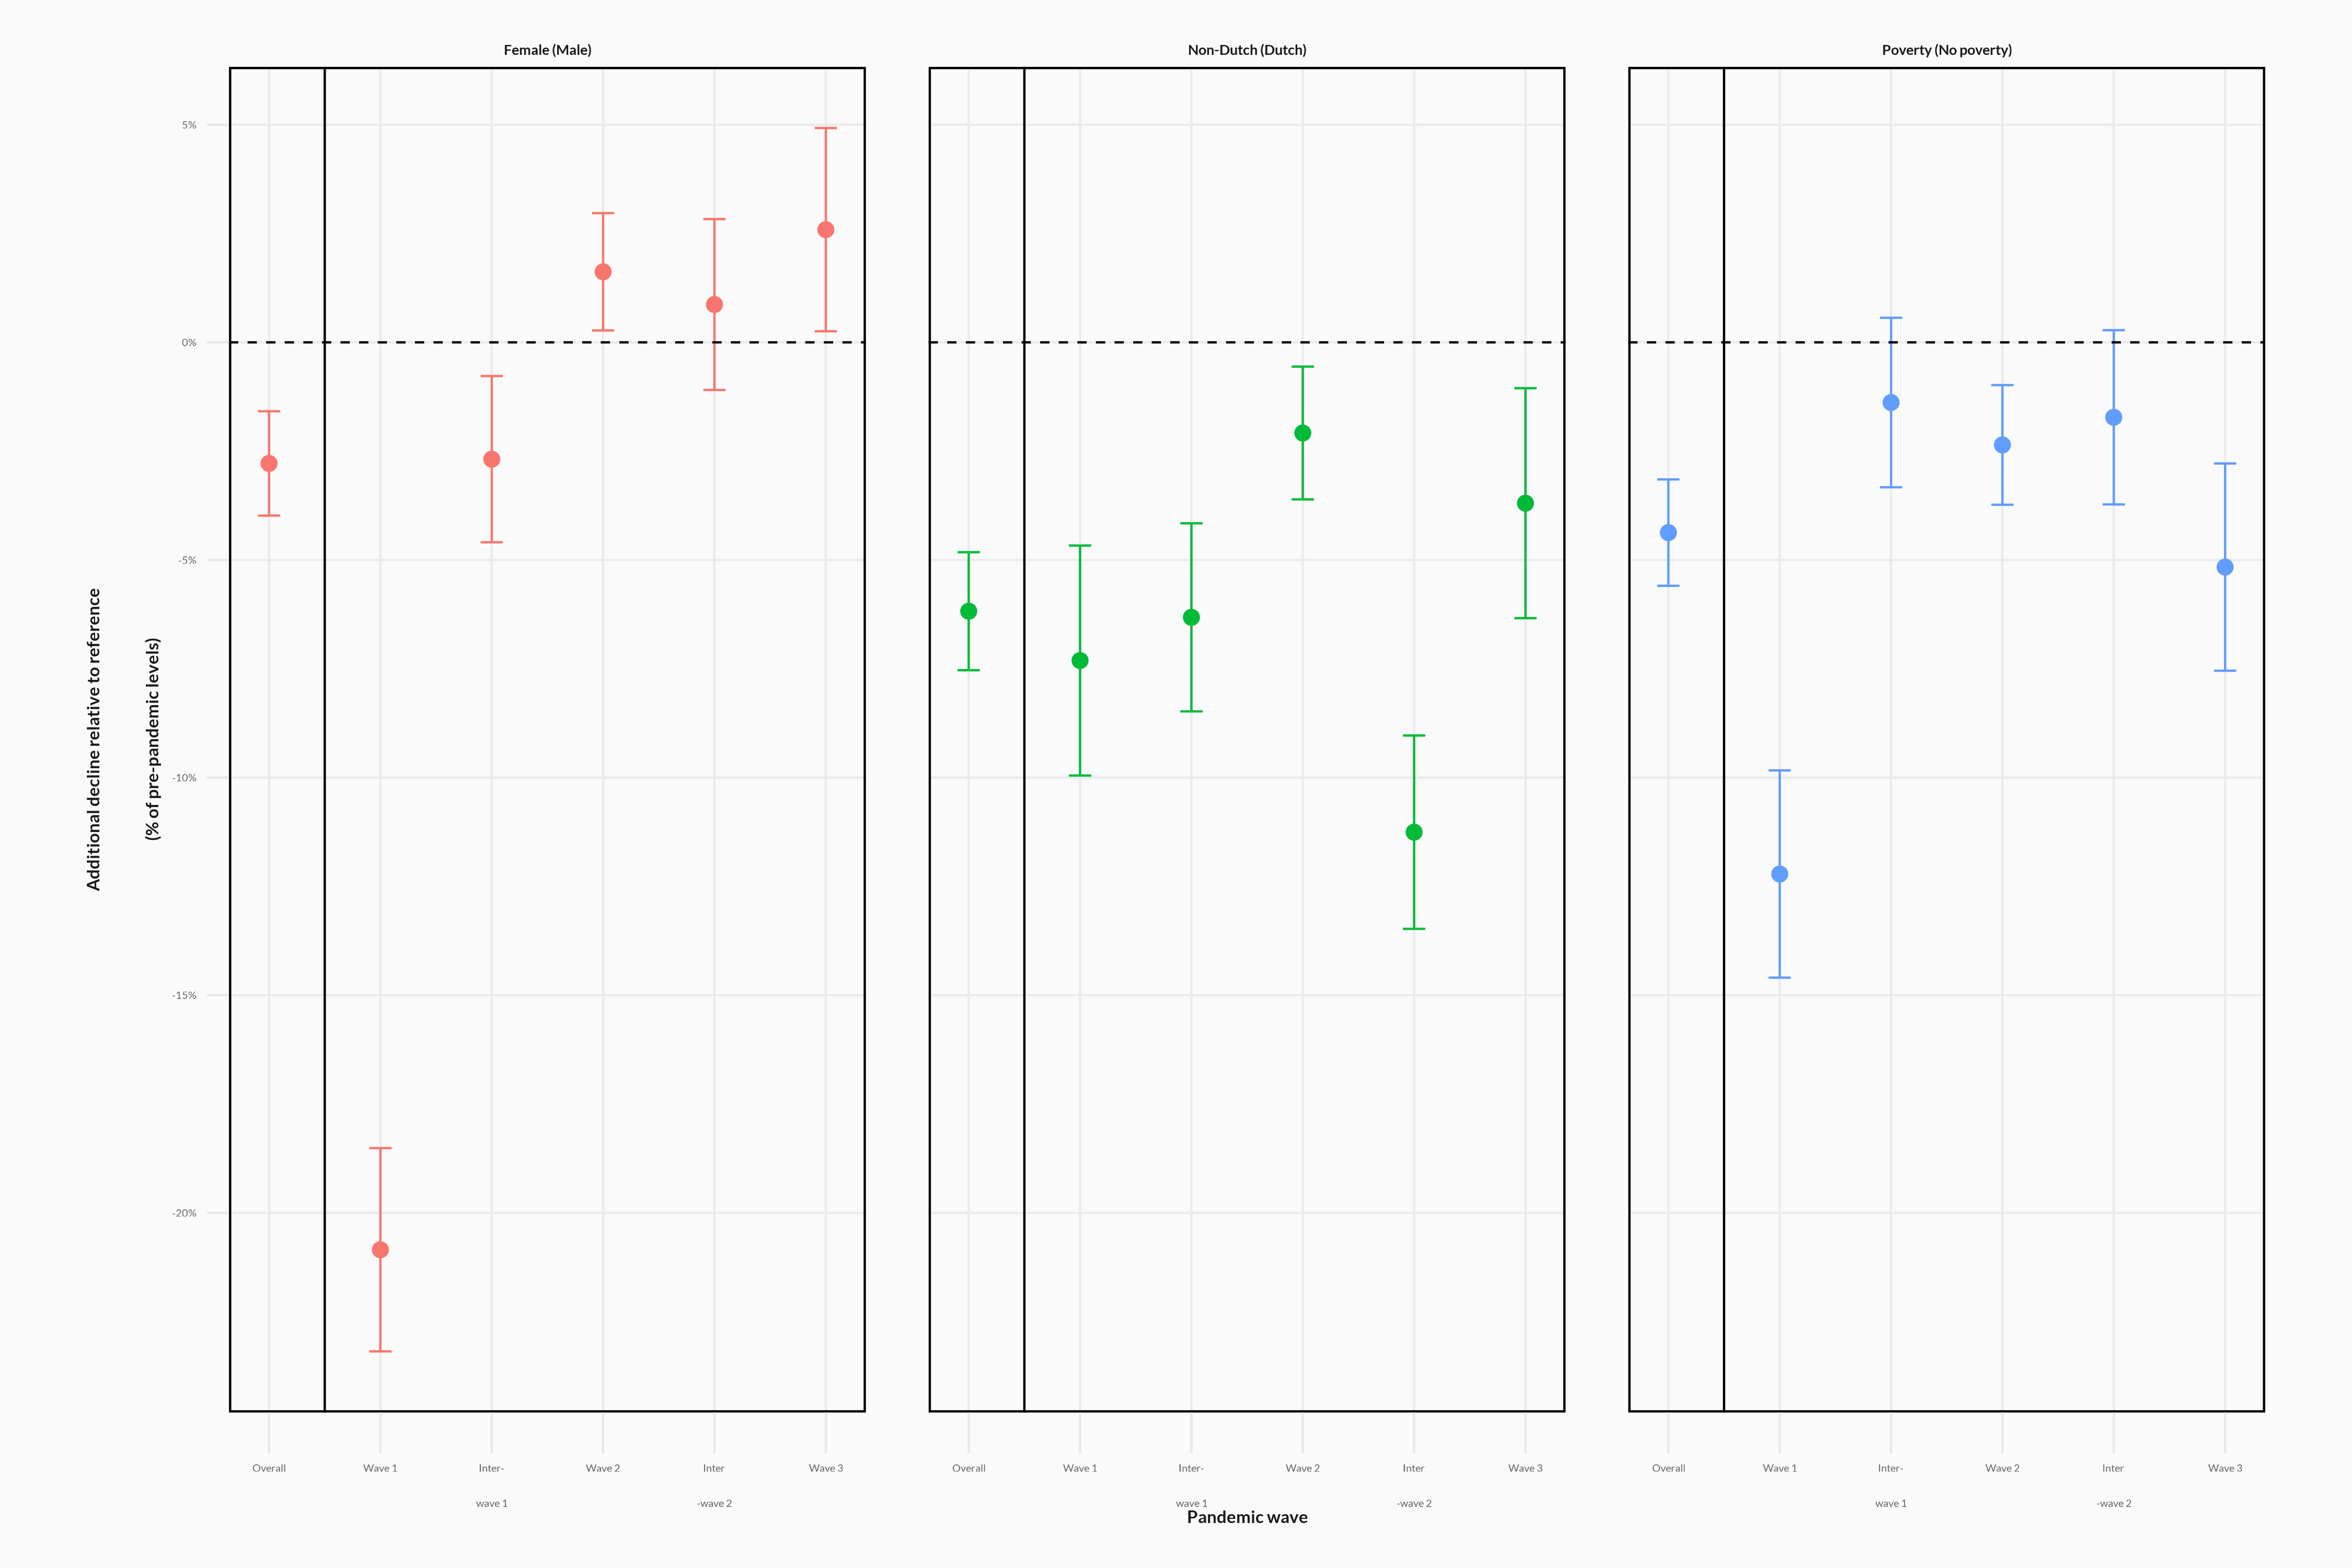 Female (Male)
Non-Dutch (Dutch)
Poverty (No poverty)
5%
0%
-5%
-10%
-15%
-20%
Additional decline relative to reference
(% of pre-pandemic levels)
Overall
Wave 1
Inter-
wave 1
Wave 2
Inter
-wave 2
Wave 3
Overall
Wave 1
Inter-
wave 1
Wave 2
Inter
-wave 2
Wave 3
Overall
Wave 1
Inter-
wave 1
Wave 2
Inter
-wave 2
Wave 3
Pandemic wave